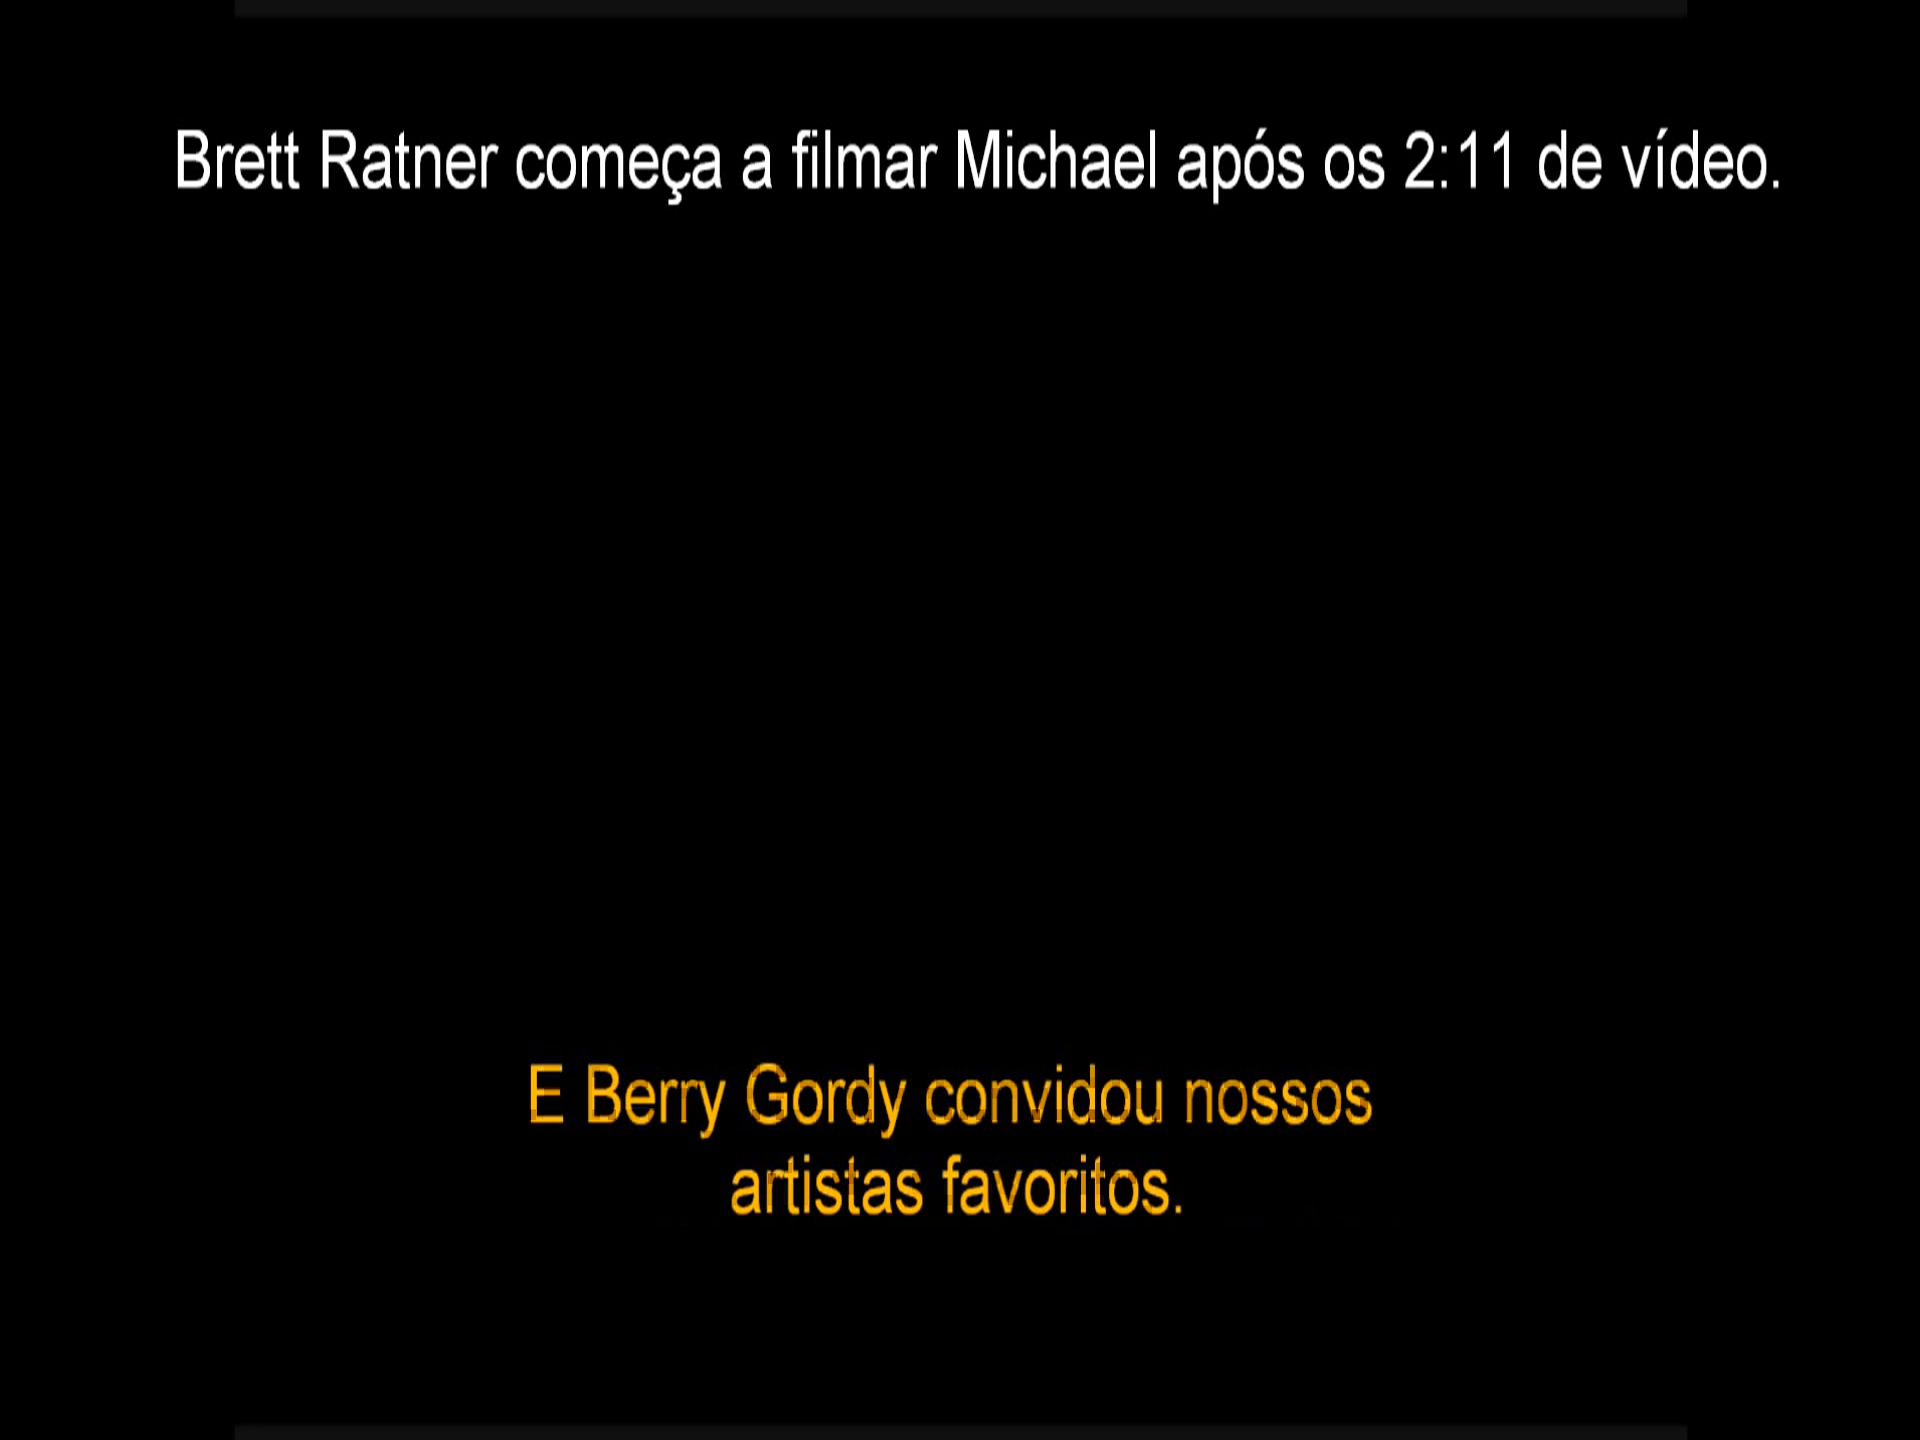 Brett Ratner começa a filmar Michael após os 2:11 de vídeo.
E Berry Gordy convidou nossos
artistas favoritos.